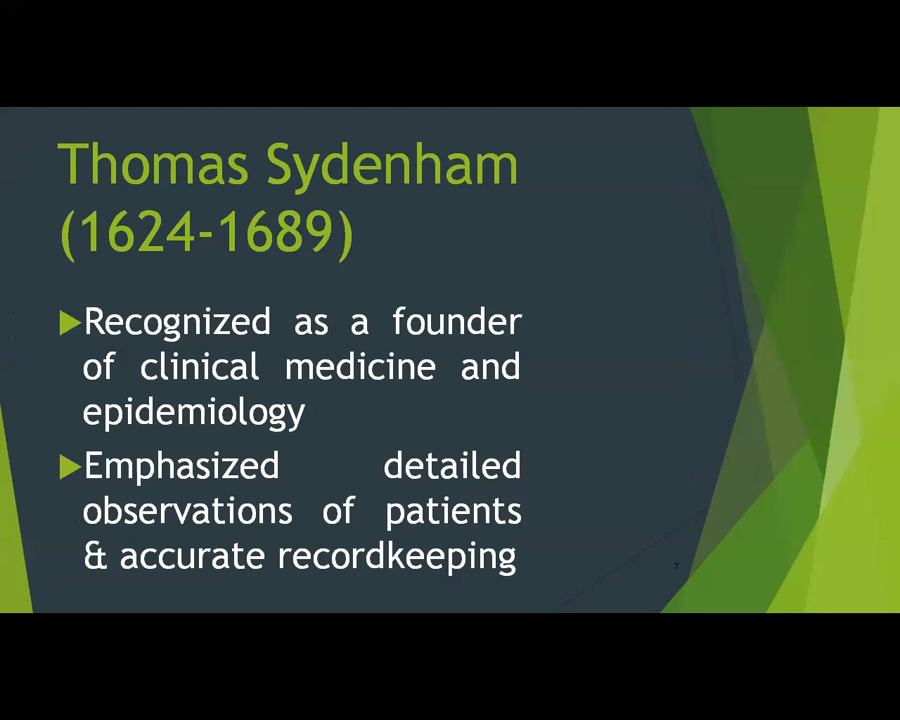 Thomas Sydenham
(1624-1689)
Recognized as a founder
of clinical medicine and
epidemiology
Emphasized detailed
observations of patients
& accurate recordkeeping
7